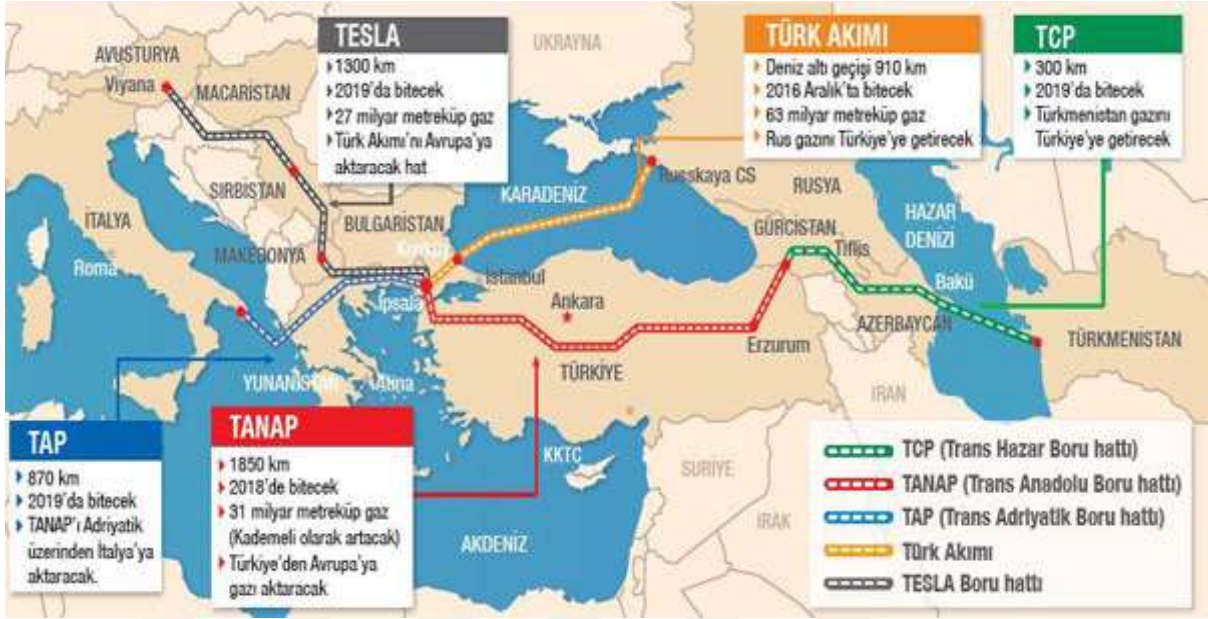 TESLA
1300 km
2019'da bitecek
27 milyar metreküp gaz
Türk Akımı'nı Avrupa'ya
aktaracak hat
TÜRK AKIMI
Deniz altı geçişi 910 km
2016 Aralık'ta bitecek
63 milyar metreküp gaz
Rus gazını Türkiye'ye getirecek
TCP
300 km
2019'da bitecek
Türkmenistan gazını
Türkiye'ye getirecek
UKRAYNA
AVUSTURYA
Viyana
MACARİSTAN
SIRBİSTAN
İTALYA
Roma
MAKEDONYA
BULGARİSTAN
KARADENİZ
Russkaya CS
RUSYA
GÜRCİSTAN
Tiflis
HAZAR
DENİZİ
Bakü
AZERBAYCAN
TÜRKMENİSTAN
Kıyıköy
İstanbul
İpsala
Ankara
Erzurum
TÜRKİYE
YUNANİSTAN
Atina
İRAN
SURİYE
IRAK
KKTC
AKDENİZ
TAP
870 km
2019'da bitecek
TANAP'ı Adriyatik
üzerinden İtalya'ya
aktaracak.
TANAP
1850 km
2018'de bitecek
31 milyar metreküp gaz
(Kademeli olarak artacak)
Türkiye'den Avrupa'ya
gazı aktaracak
TCP (Trans Hazar Boru hattı)
TANAP (Trans Anadolu Boru hattı)
TAP (Trans Adriyatik Boru hattı)
Türk Akımı
TESLA Boru hattı